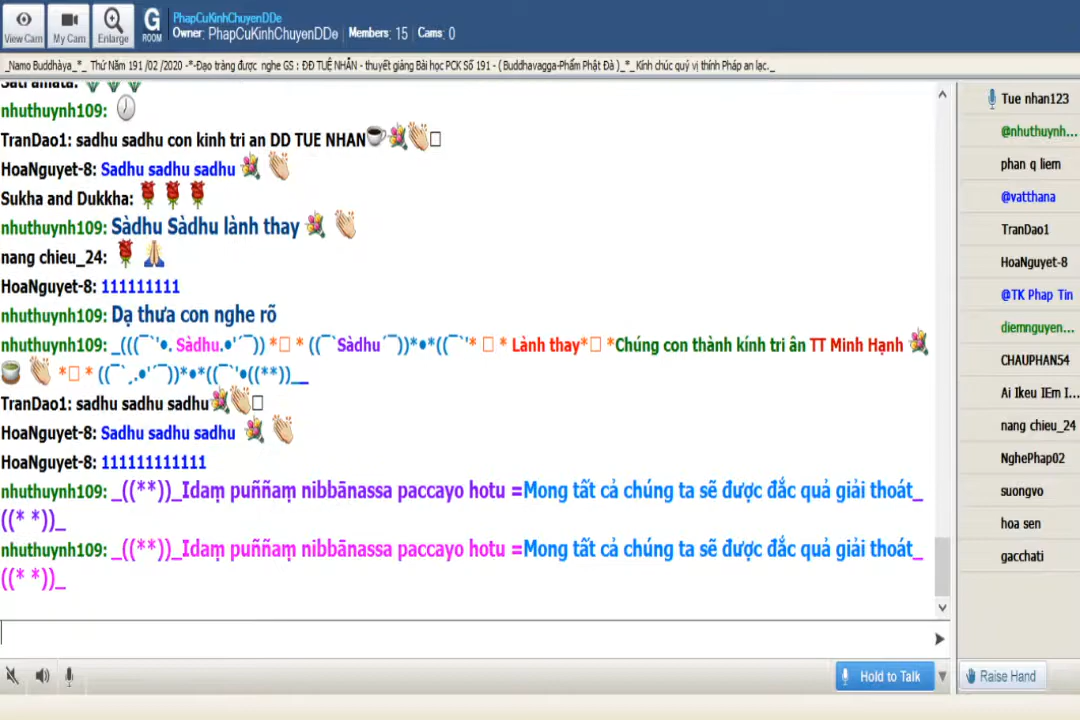 View Cam
My Cam
Enlarge
G
ROOM
PhapCuKinhChuyenDDe
Owner: PhapCuKinhChuyenDDe Members: 15 Cams: 0
_Namo Buddhàya_*_ Thứ Năm 191 /02 /2020 -*-Đạo tràng được nghe GS : ĐĐ TUỆ NHÂN - thuyết giảng Bài học PCK Số 191 - ( Buddhavagga-Phẩm Phật Đà )_*_Kính chúc quý vị thính Pháp an lạc._
Sati amata:
nhuthuynh109:
TranDao1: sadhu sadhu con kinh tri an DD TUE NHAN
HoaNguyet-8: Sadhu sadhu sadhu
Sukha and Dukkha:
nhuthuynh109: Sàdhu Sàdhu lành thay
nang chieu_24:
HoaNguyet-8: 111111111
nhuthuynh109: Dạ thưa con nghe rõ
nhuthuynh109: _(((¯`'•. Sàdhu.•'´¯)) *□ * ((¯`Sàdhu´¯))*•*((¯`'* □ * Lành thay*□ *Chúng con thành kính tri ân TT Minh Hạnh
*□ * ((¯`¸.•'´¯))*•*((¯`'•((**))__
TranDao1: sadhu sadhu sadhu
HoaNguyet-8: Sadhu sadhu sadhu
HoaNguyet-8: 111111111111
nhuthuynh109: _((**))_Idaṃ puññaṃ nibbānassa paccayo hotu =Mong tất cả chúng ta sẽ được đắc quả giải thoát_
((* *))_
nhuthuynh109: _((**))_Idaṃ puññaṃ nibbānassa paccayo hotu =Mong tất cả chúng ta sẽ được đắc quả giải thoát_
((* *))_
Hold to Talk
Tue nhan123
@nhuthuynh...
phan q liem
@vatthana
TranDao1
HoaNguyet-8
@TK Phap Tin
diemnguyen...
CHAUPHAN54
Ai Ikeu IEm I...
nang chieu_24
NghePhap02
suongvo
hoa sen
gacchati
Raise Hand